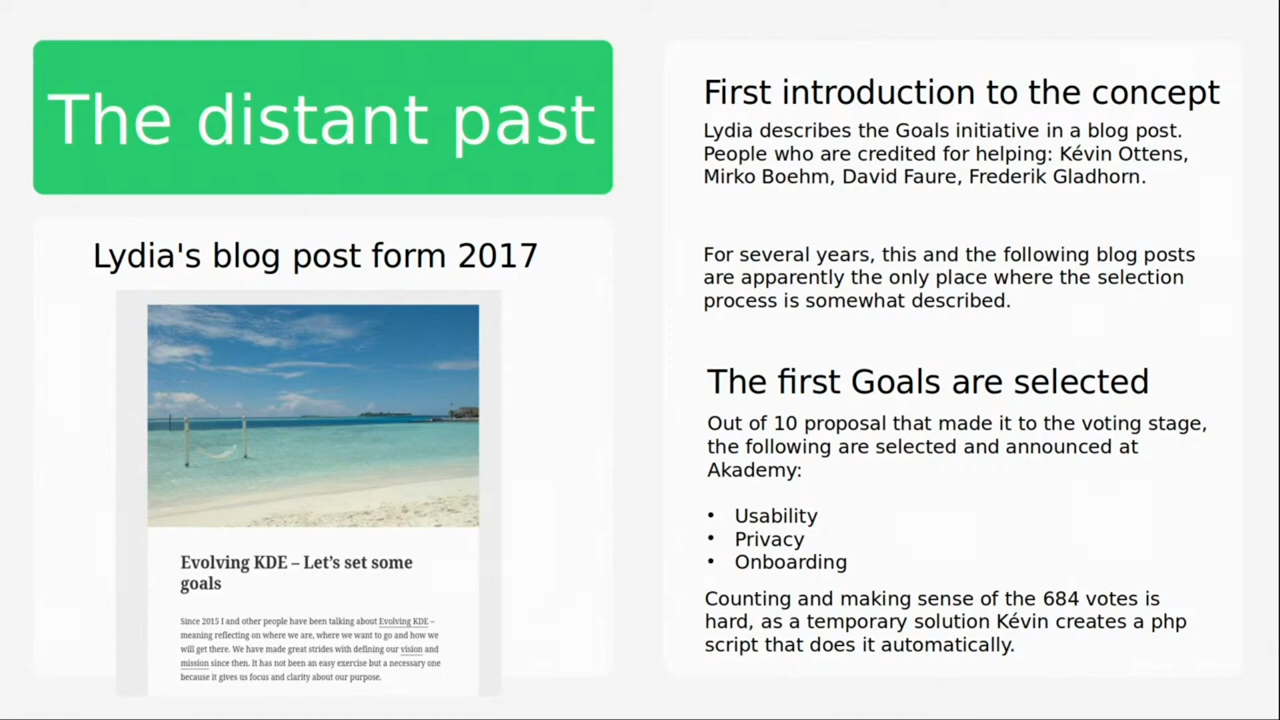 The distant past
Lydia's blog post form 2017
Evolving KDE – Let's set some
goals
Since 2015 I and other people have been talking about Evolving KDE –
meaning reflecting on where we are, where we want to go and how we
will get there. We have made great strides with defining our vision and
mission since then. It has not been an easy exercise but a necessary one
because it gives us focus and clarity about our purpose.
First introduction to the concept
Lydia describes the Goals initiative in a blog post.
People who are credited for helping: Kévin Ottens,
Mirko Boehm, David Faure, Frederik Gladhorn.
For several years, this and the following blog posts
are apparently the only place where the selection
process is somewhat described.
The first Goals are selected
Out of 10 proposal that made it to the voting stage,
the following are selected and announced at
Akademy:
• Usability
• Privacy
• Onboarding
Counting and making sense of the 684 votes is
hard, as a temporary solution Kévin creates a php
script that does it automatically.